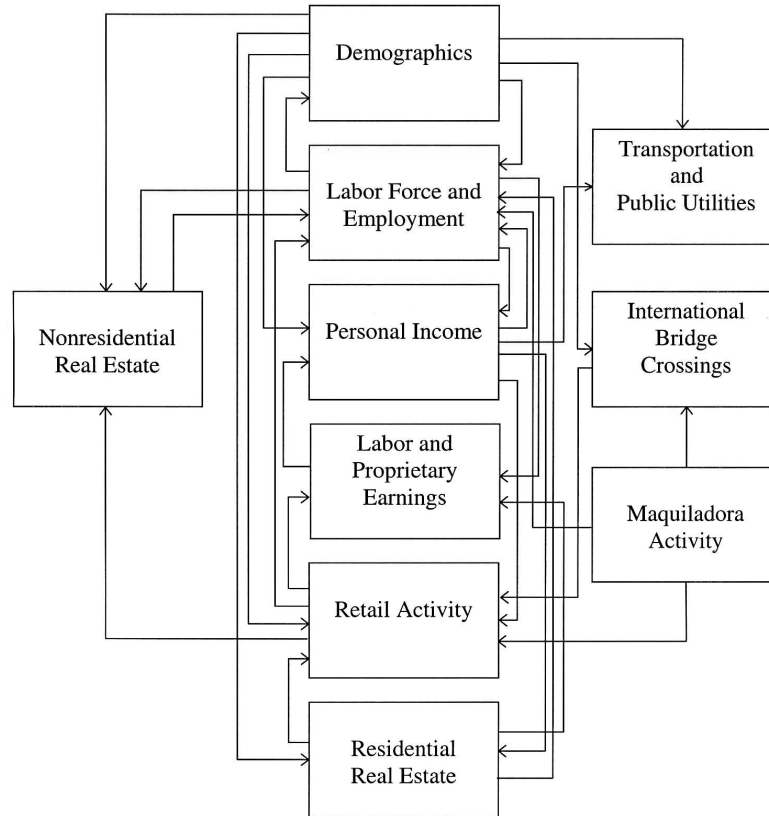 Demographics
Transportation
and
Public Utilities
Labor Force and
Employment
Nonresidential
Real Estate
Personal Income
International
Bridge
Crossings
Labor and
Proprietary
Earnings
Maquiladora
Activity
Retail Activity
Residential
Real Estate